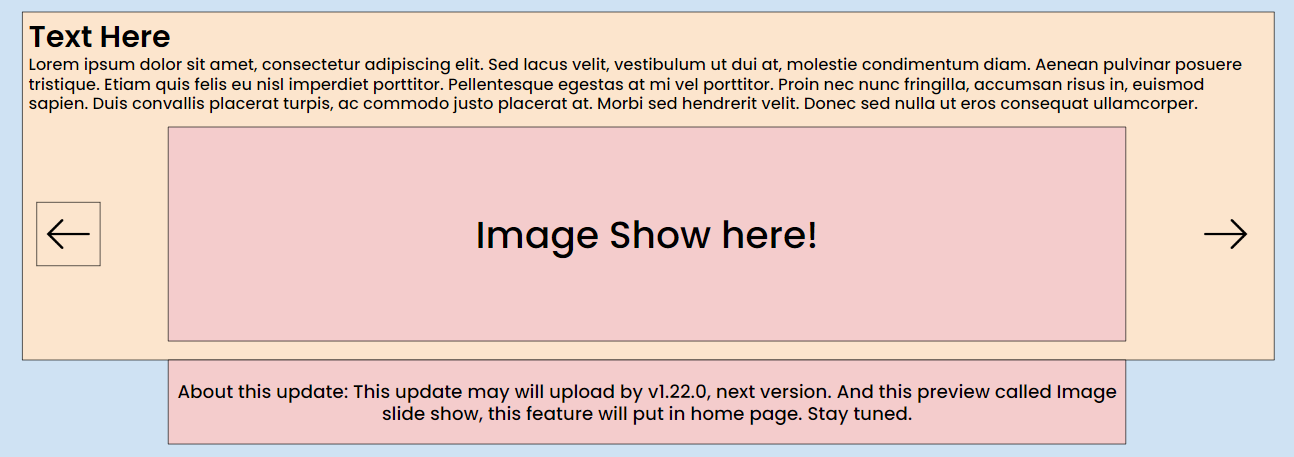 Text Here
Lorem ipsum dolor sit amet, consectetur adipiscing elit. Sed lacus velit, vestibulum ut dui at, molestie condimentum diam. Aenean pulvinar posuere
tristique. Etiam quis felis eu nisl imperdiet porttitor. Pellentesque egestas at mi vel porttitor. Proin nec nunc fringilla, accumsan risus in, euismod
sapien. Duis convallis placerat turpis, ac commodo justo placerat at. Morbi sed hendrerit velit. Donec sed nulla ut eros consequat ullamcorper.
Image Show here!
About this update: This update may will upload by v1.22.0, next version. And this preview called Image
slide show, this feature will put in home page. Stay tuned.